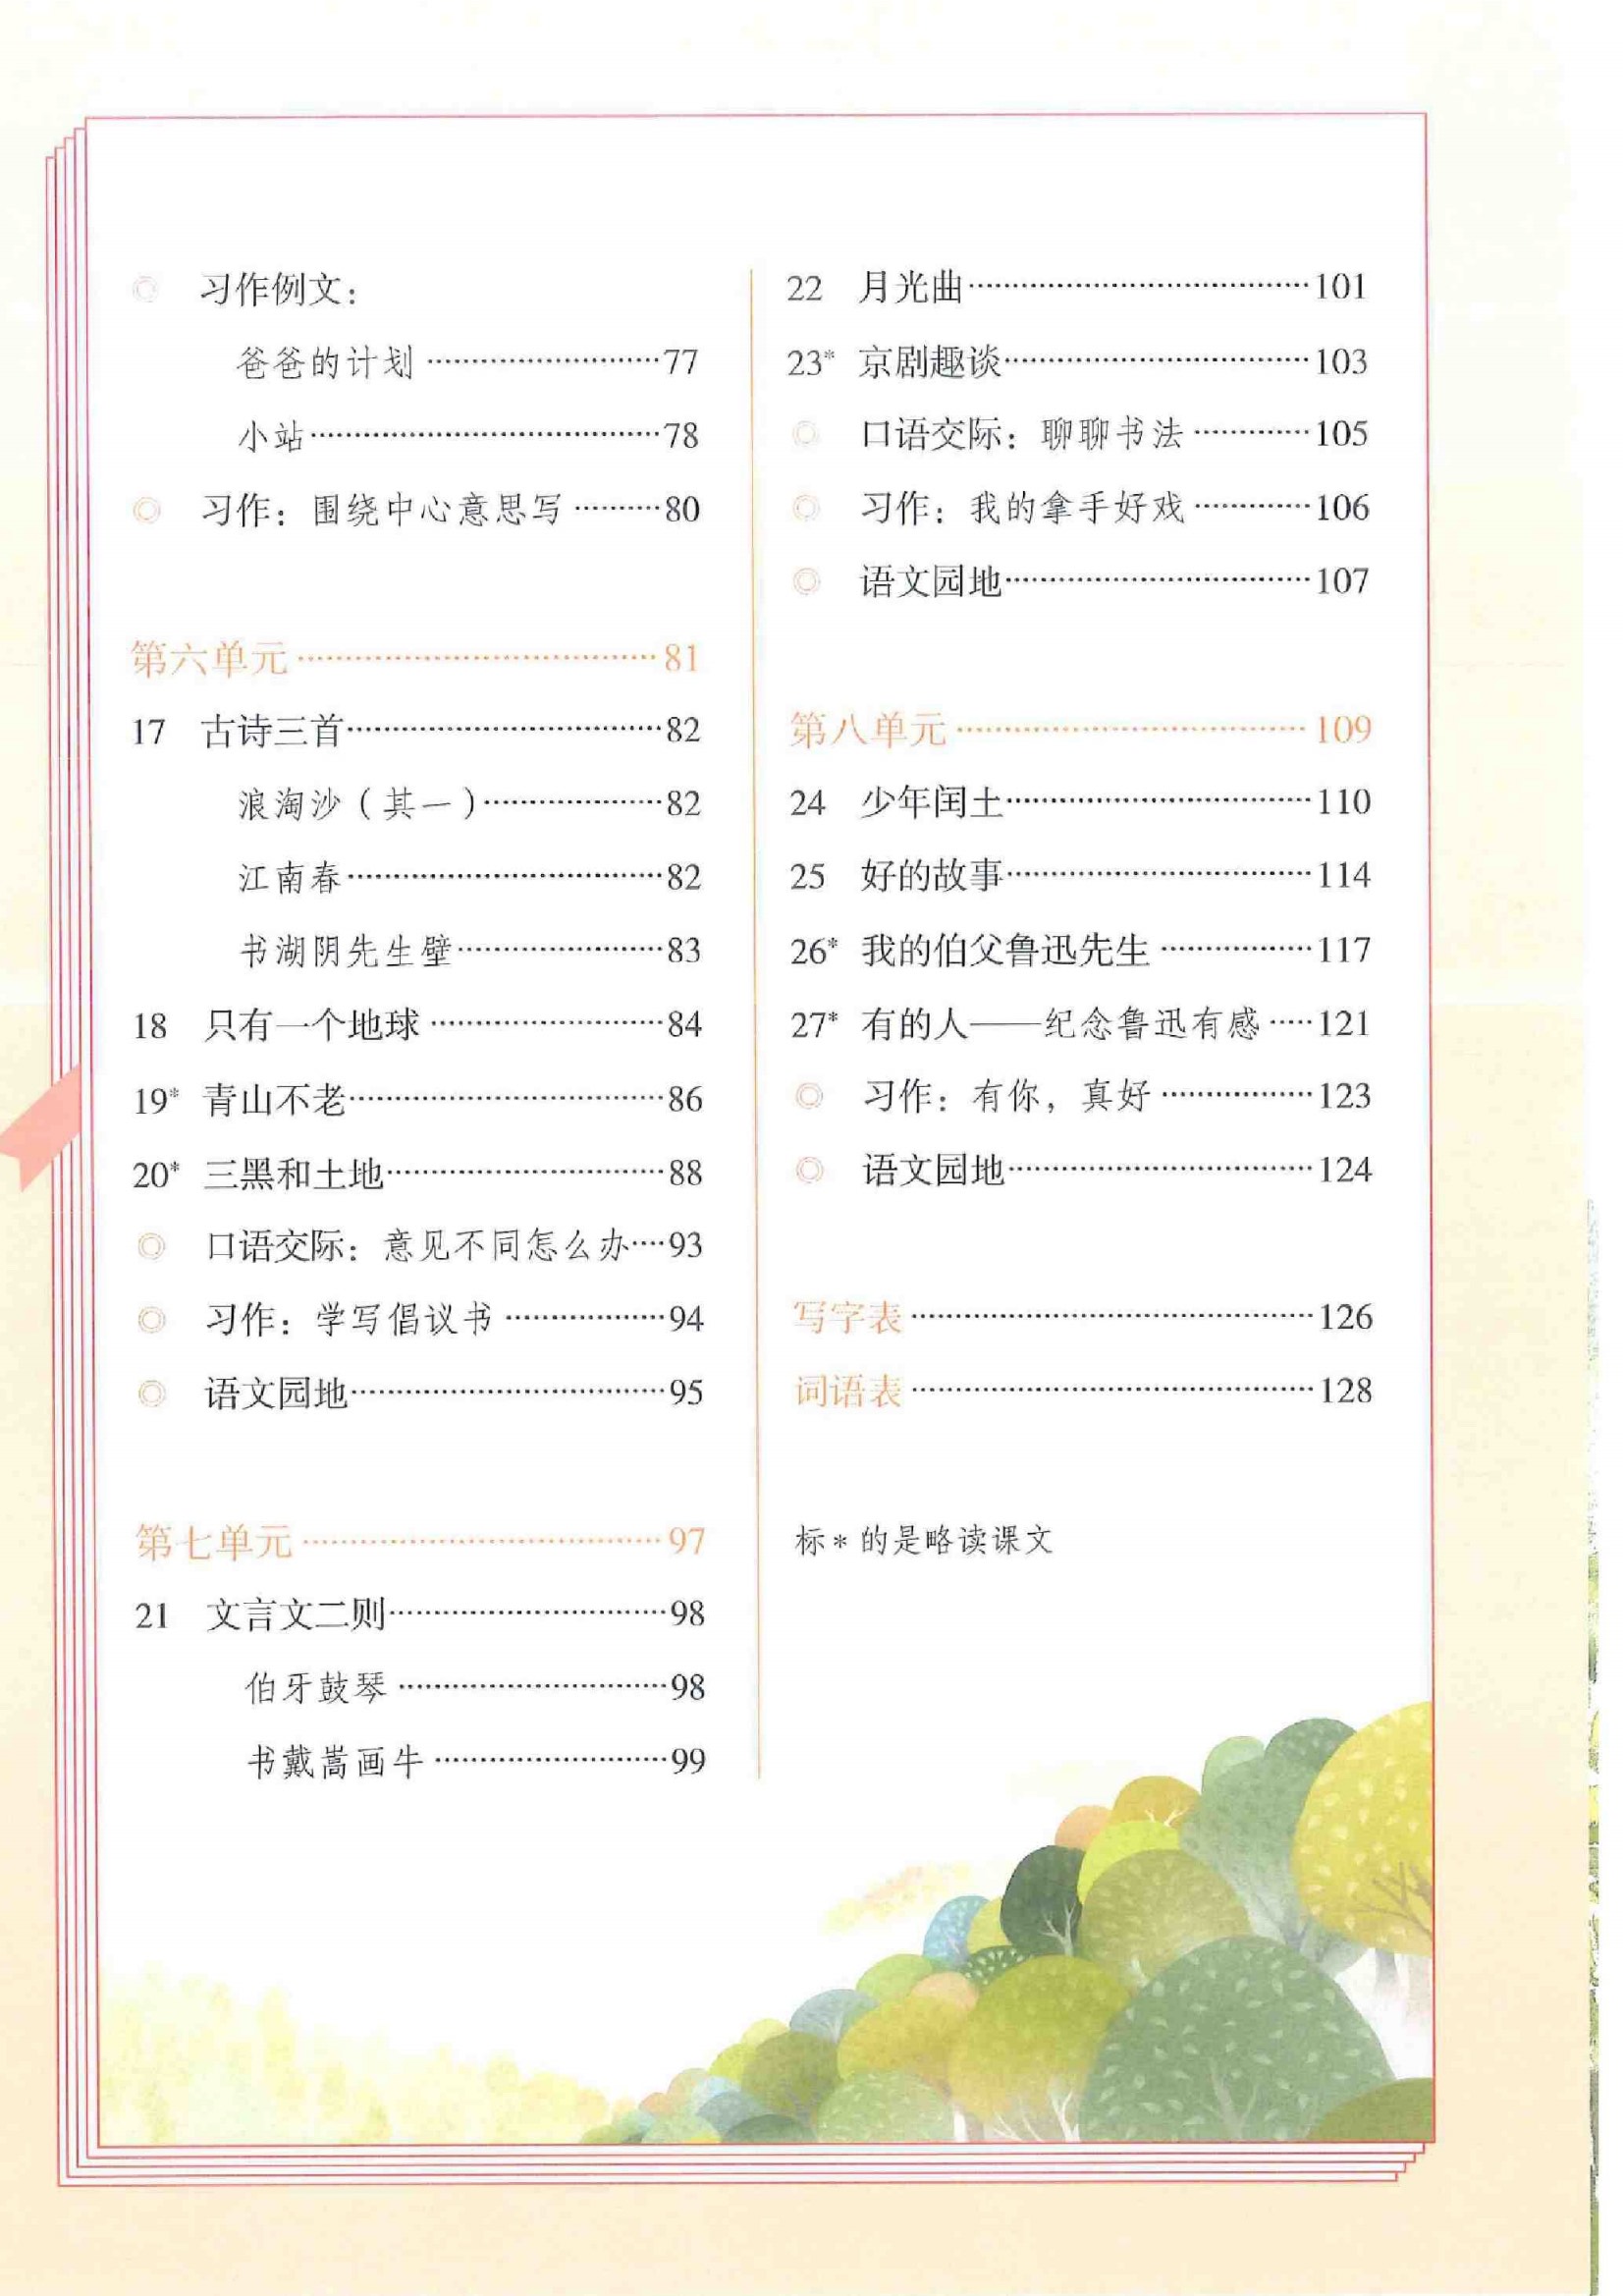 习作例文：
爸爸的计划……………………77
小站………………………………78
习作：围绕中心意思写………80
第六单元…………………………………81
17 古诗三首……………………………82
浪淘沙（其一）………………82
江南春……………………………82
书湖阴先生壁…………………83
18 只有一个地球……………………84
19* 青山不老……………………………86
20* 三黑和土地…………………………88
口语交际：意见不同怎么办…93
习作：学写倡议书………………94
语文园地……………………………95
第七单元…………………………………97
21 文言文二则…………………………98
伯牙鼓琴…………………………98
书戴嵩画牛……………………99
22 月光曲………………………………101
23* 京剧趣谈……………………………103
口语交际：聊聊书法…………105
习作：我的拿手好戏…………106
语文园地……………………………107
第八单元…………………………………109
24 少年闰土……………………………110
25 好的故事……………………………114
26* 我的伯父鲁迅先生………………117
27* 有的人——纪念鲁迅有感……121
习作：有你，真好………………123
语文园地……………………………124
写字表……………………………………126
词语表……………………………………128
标*的是略读课文